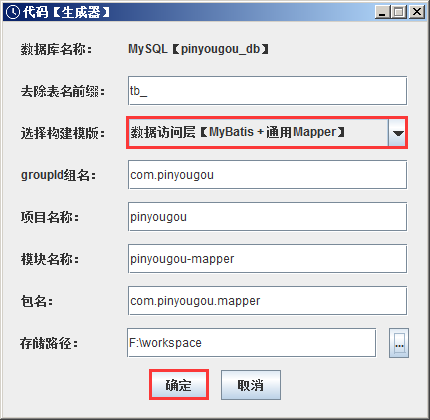 代码【生成器】
数据库名称： MySQL【pinyougou_db】
去除表名前缀： tb_
选择构建模版： 数据访问层【MyBatis + 通用Mapper】
groupId组名： com.pinyougou
项目名称： pinyougou
模块名称： pinyougou-mapper
包名： com.pinyougou.mapper
存储路径： F:\workspace ...
确定 取消